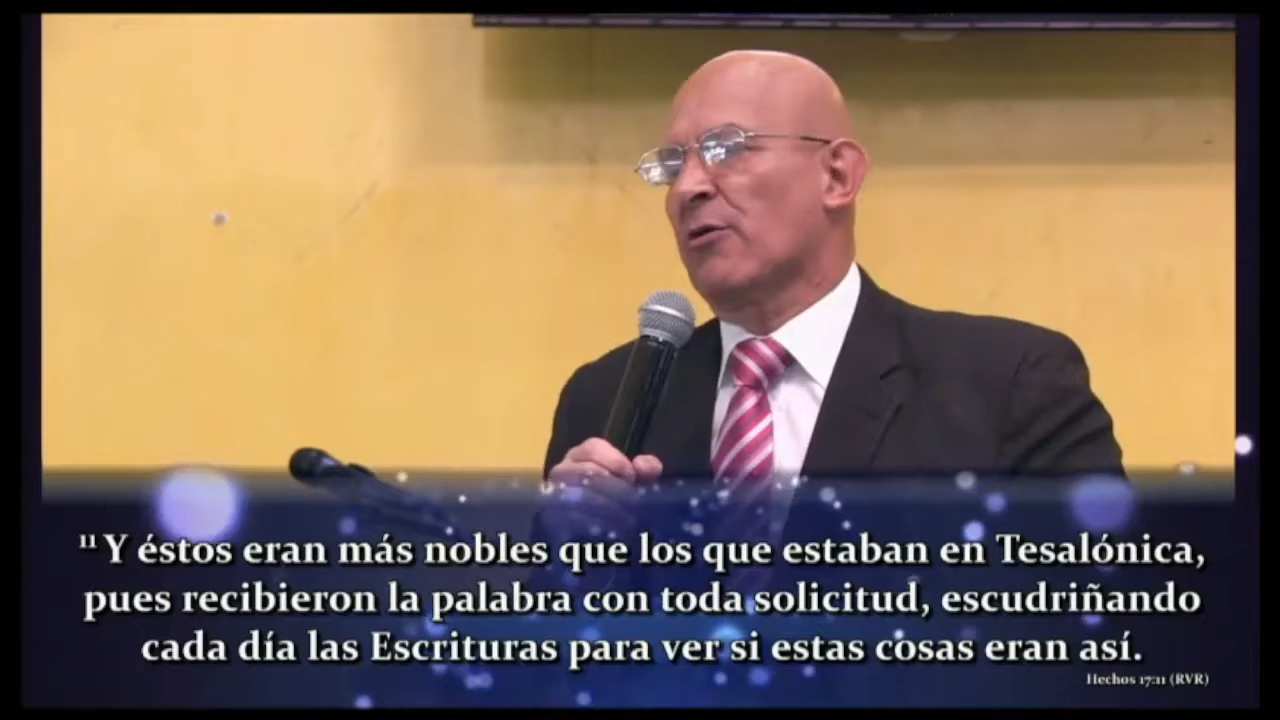 ¹¹ Y éstos eran más nobles que los que estaban en Tesalónica,
pues recibieron la palabra con toda solicitud, escudriñando
cada día las Escrituras para ver si estas cosas eran así.
Hechos 17:11 (RVR)